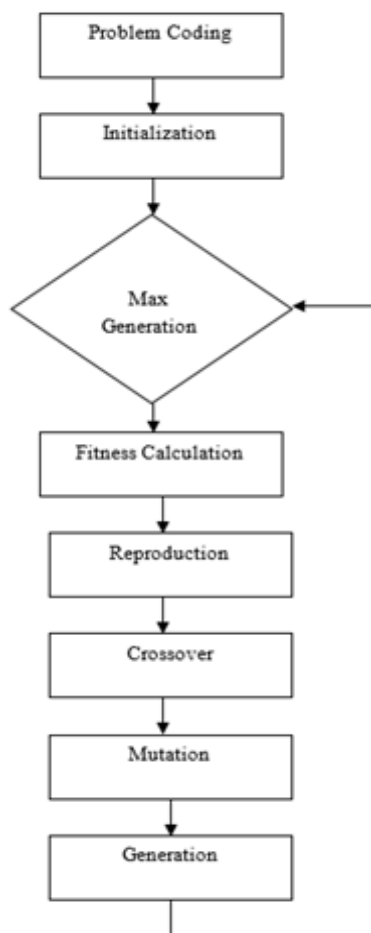 Problem Coding
Initialization
Max
Generation
Fitness Calculation
Reproduction
Crossover
Mutation
Generation